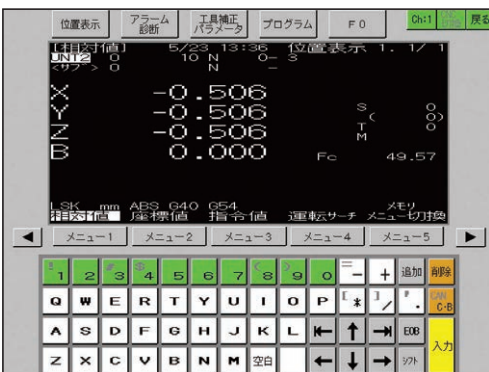 位置表示 アラーム診断 工具補正パラメータ プログラム F0 Ch:1 戻る
[相対値] 5/23 13:36 位置表示 1. 1/ 1
UNT2 0 10 N 0- 3
<サブ> 0 N -
X -0.506
Y -0.506 S 0
( 0)
Z -0.506 T 0
M
B 0.000 Fc 49.57
LSK mm ABS G40 G54 メモリ
相対値 座標値 指令値 運転サーチ メニュー切換
◀ メニュー1 メニュー2 メニュー3 メニュー4 メニュー5 ▶
1 2 3 4 5 6 7 8 9 0 = - + 追加 削除
Q W E R T Y U I O P [ * ] / . CAN C·B
A S D F G H J K L ↑ EOB 入力
Z X C V B N M 空白 ← ↓ → シフト